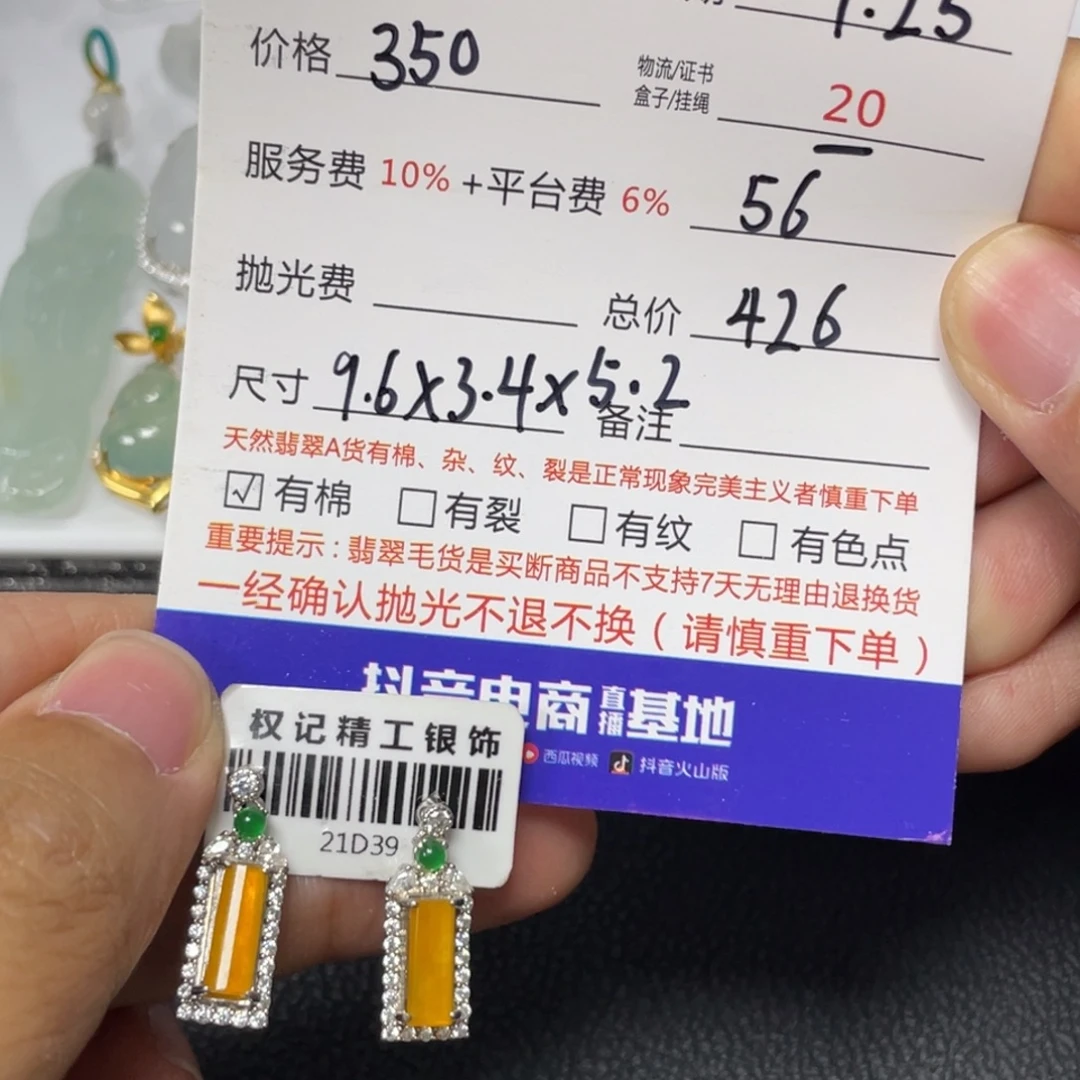 1.25
价格 350
物流/证书
盒子/挂绳 20
服务费 10% +平台费 6% 56
抛光费 总价 426
尺寸 9.6x3.4x5.2 备注
天然翡翠A货有棉、杂、纹、裂是正常现象完美主义者慎重下单
☑ 有棉 □ 有裂 □ 有纹 □ 有色点
重要提示：翡翠毛货是买断商品不支持7天无理由退换货
一经确认抛光不退不换（请慎重下单）
抖音电商直播基地
西瓜视频 抖音火山版
权记精工银饰
21D39